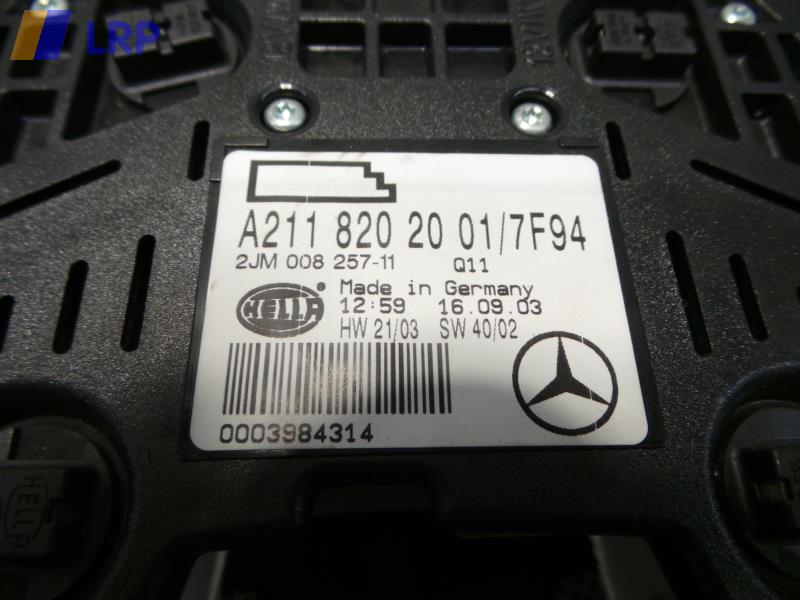 LRP
A211 820 20 01/7F94
2JM 008 257-11 Q11
Made in Germany
HELLA
12:59 16.09.03
HW 21/03 SW 40/02
0003984314
HELLA